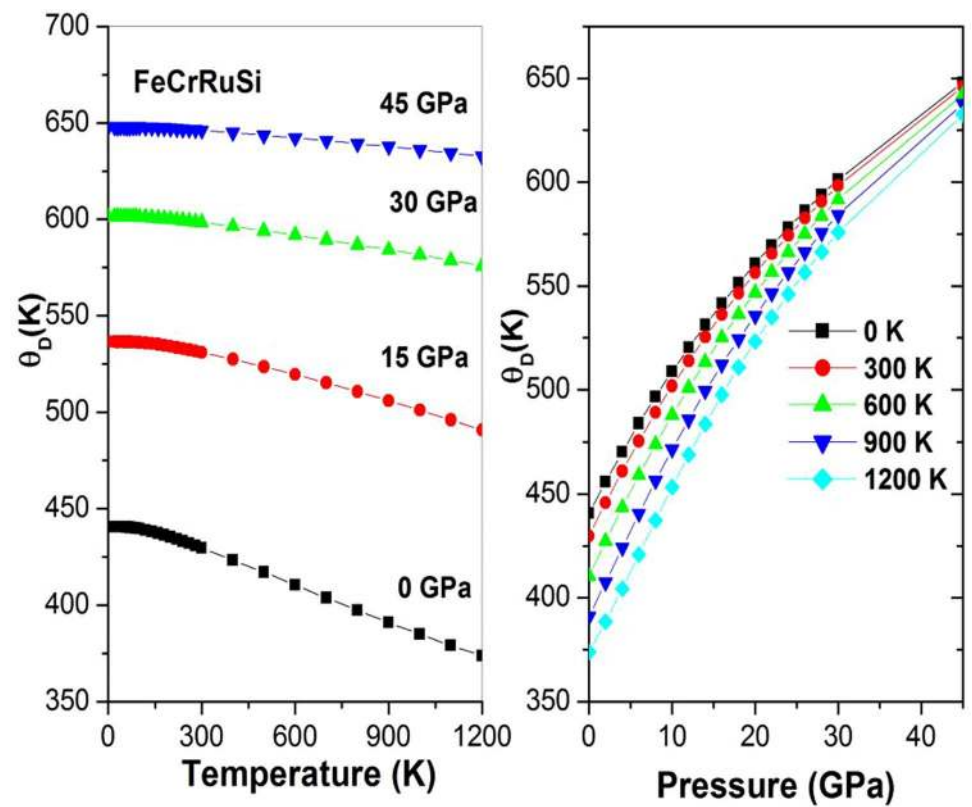 700
650
600
550
500
450
400
350
θD(K)
FeCrRuSi
45 GPa
30 GPa
15 GPa
0 GPa
0 300 600 900 1200
Temperature (K)
650
600
550
500
450
400
350
θD(K)
0 K
300 K
600 K
900 K
1200 K
0 10 20 30 40
Pressure (GPa)